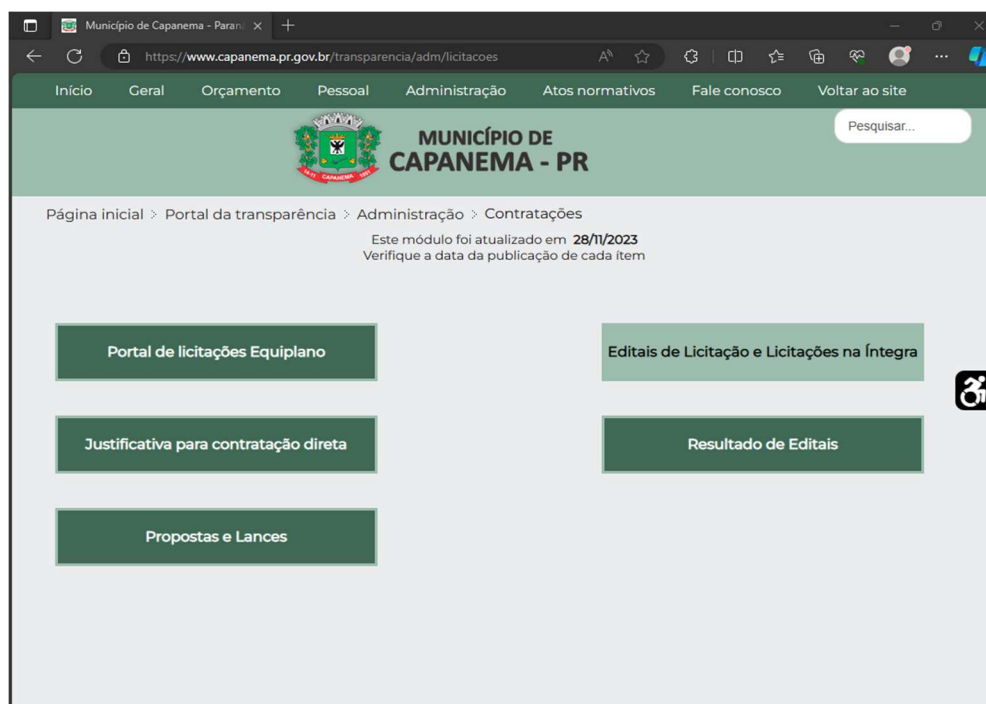 Município de Capanema - Paran
https://www.capanema.pr.gov.br/transparencia/adm/licitacoes
Início Geral Orçamento Pessoal Administração Atos normativos Fale conosco Voltar ao site
Pesquisar...
MUNICÍPIO DE
CAPANEMA - PR
CAPANEMA
Página inicial > Portal da transparência > Administração > Contratações
Este módulo foi atualizado em 28/11/2023
Verifique a data da publicação de cada ítem
Portal de licitações Equiplano
Editais de Licitação e Licitações na Íntegra
Justificativa para contratação direta
Resultado de Editais
Propostas e Lances